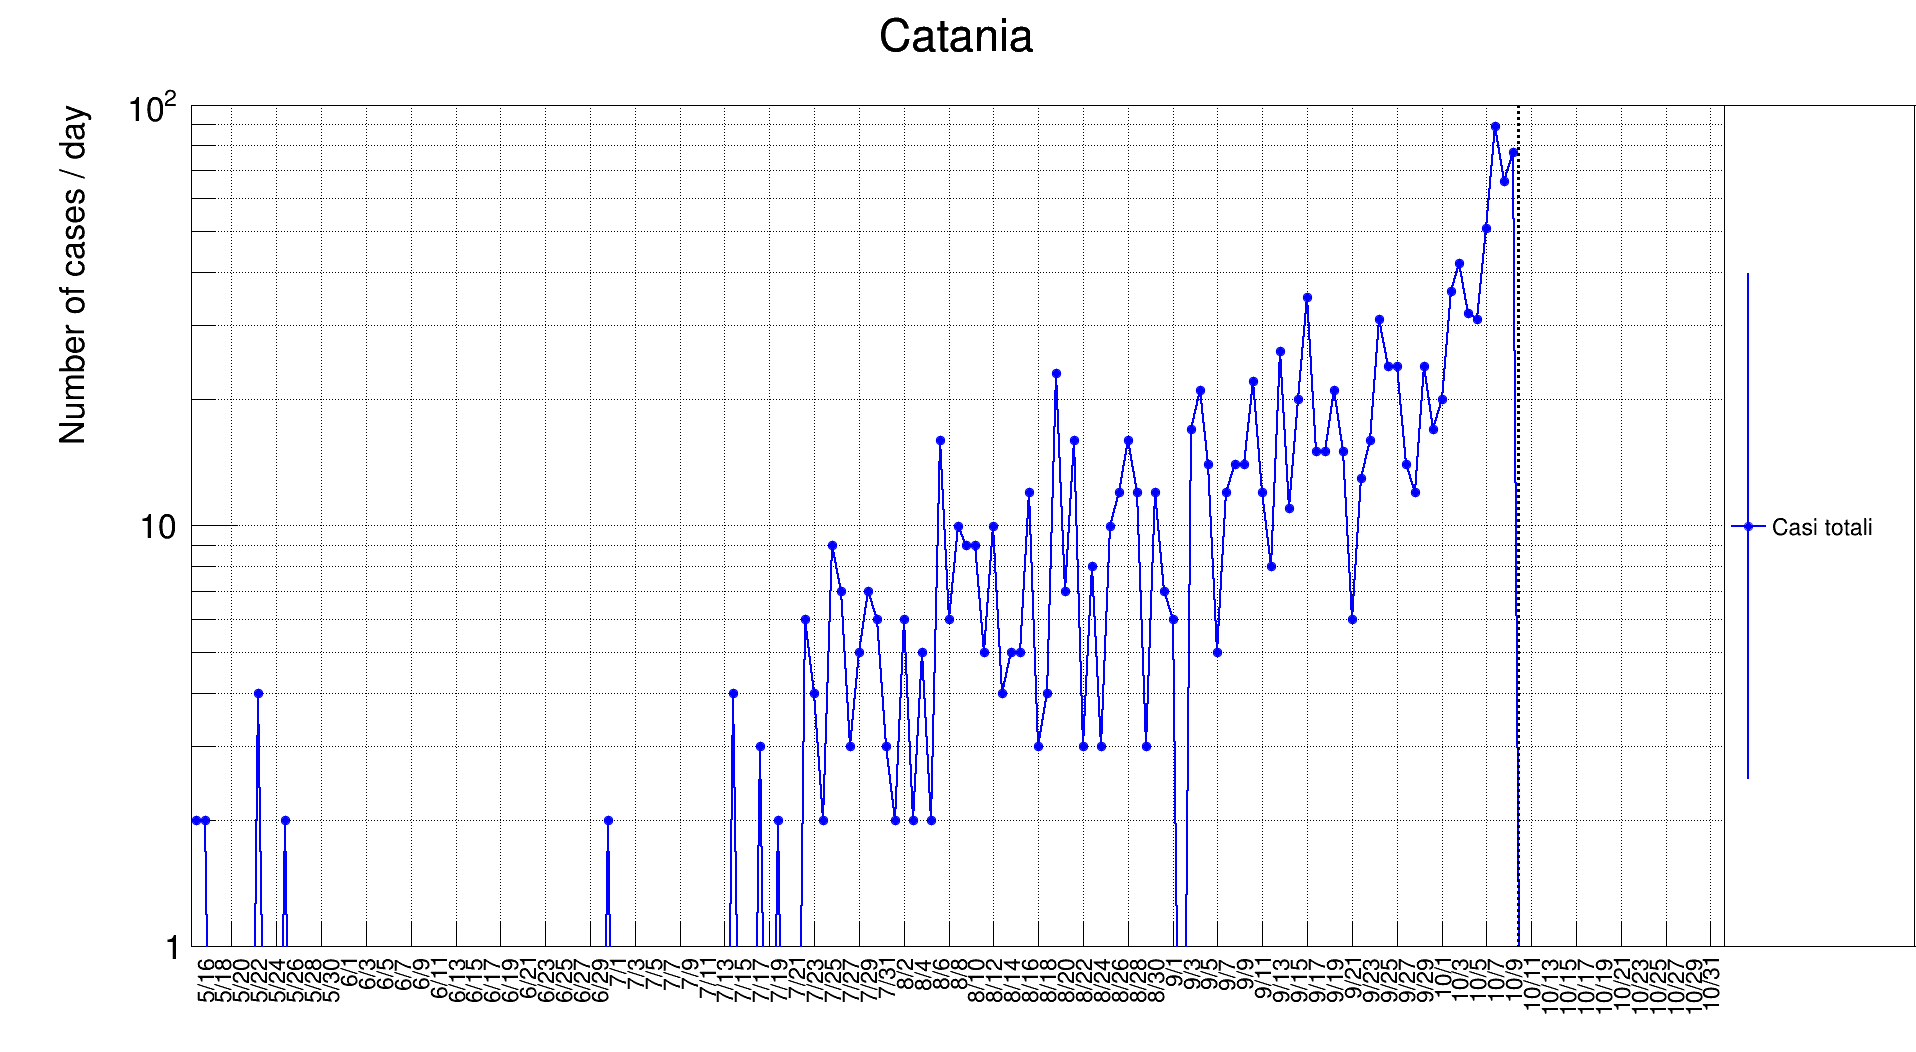 Catania
Number of cases / day
10²
10
1
5/16 5/18 5/20 5/22 5/24 5/26 5/28 5/30 6/1 6/3 6/5 6/7 6/9 6/11 6/13 6/15 6/17 6/19 6/21 6/23 6/25 6/27 6/29 7/1 7/3 7/5 7/7 7/9 7/11 7/13 7/15 7/17 7/19 7/21 7/23 7/25 7/27 7/29 7/31 8/2 8/4 8/6 8/8 8/10 8/12 8/14 8/16 8/18 8/20 8/22 8/24 8/26 8/28 8/30 9/1 9/3 9/5 9/7 9/9 9/11 9/13 9/15 9/17 9/19 9/21 9/23 9/25 9/27 9/29 10/1 10/3 10/5 10/7 10/9 10/11 10/13 10/15 10/17 10/19 10/21 10/23 10/25 10/27 10/29 10/31
Casi totali